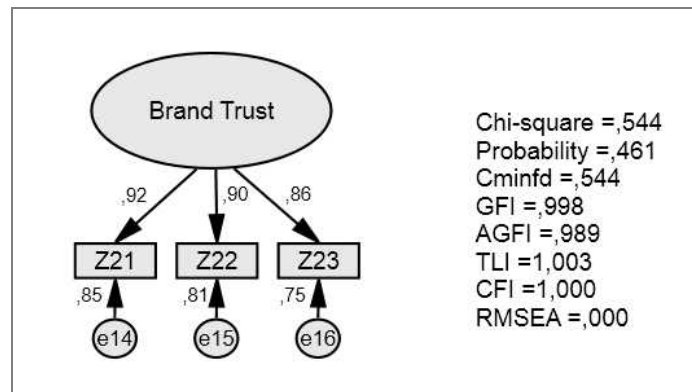 Brand Trust
,92 ,90 ,86
Z21 Z22 Z23
,85 ,81 ,75
e14 e15 e16
Chi-square =,544
Probability =,461
Cminfd =,544
GFI =,998
AGFI =,989
TLI =1,003
CFI =1,000
RMSEA =,000